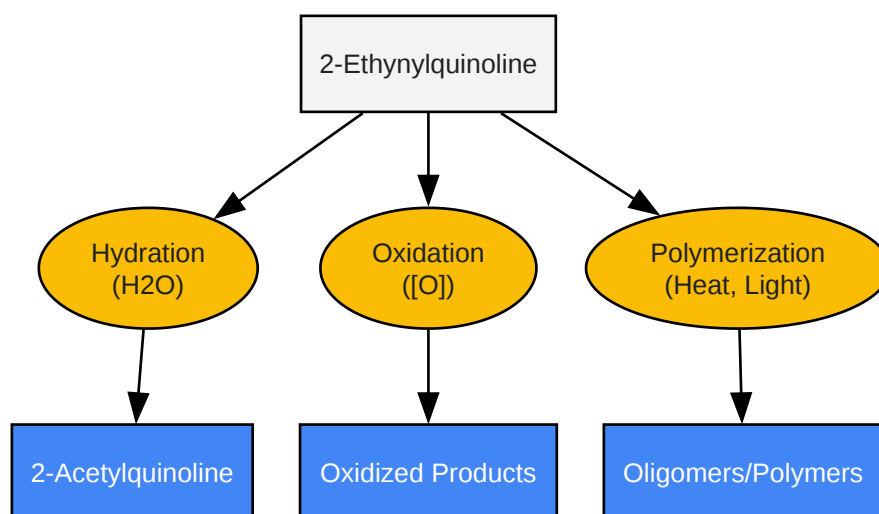 2-Ethynylquinoline
Hydration
(H2O)
Oxidation
([O])
Polymerization
(Heat, Light)
2-Acetylquinoline
Oxidized Products
Oligomers/Polymers